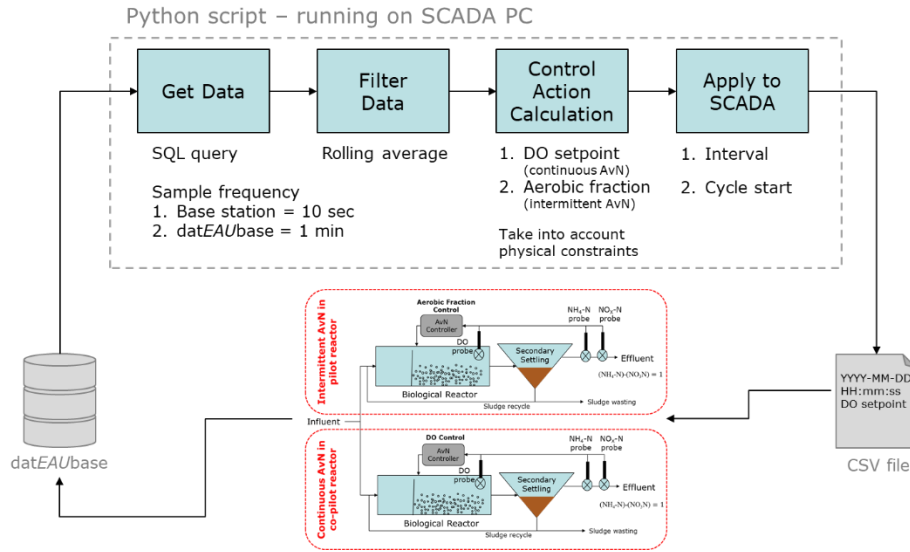 Python script – running on SCADA PC
Get Data
Filter
Data
Control
Action
Calculation
Apply to
SCADA
SQL query
Sample frequency
1. Base station = 10 sec
2. datEAUbase = 1 min
Rolling average
1. DO setpoint
(continuous AvN)
2. Aerobic fraction
(intermittent AvN)
Take into account
physical constraints
1. Interval
2. Cycle start
Intermittent AvN in
pilot reactor
Aerobic Fraction
Control
AvN
Controller
DO
probe
NH₄-N
probe
NOₓ-N
probe
Secondary
Settling
Effluent
(NH₄-N)-(NO₃N) = 1
Biological Reactor
Sludge recycle
Sludge wasting
Influent
Continuous AvN in
co-pilot reactor
DO Control
AvN
Controller
DO
probe
NH₄-N
probe
NOₓ-N
probe
Secondary
Settling
Effluent
(NH₄-N)-(NO₃N) = 1
Biological Reactor
Sludge recycle
Sludge wasting
datEAUbase
YYYY-MM-DD
HH:mm:ss
DO setpoint
CSV file